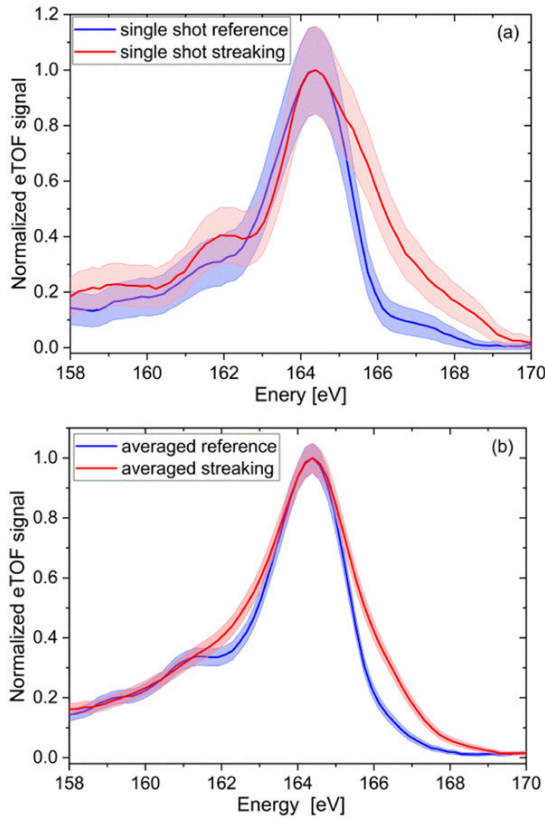 1.2
(a)
single shot reference
single shot streaking
1.0
0.8
0.6
0.4
0.2
0.0
Normalized eTOF signal
158 160 162 164 166 168 170
Enery [eV]
(b)
averaged reference
averaged streaking
1.0
0.8
0.6
0.4
0.2
0.0
Normalized eTOF signal
158 160 162 164 166 168 170
Energy [eV]